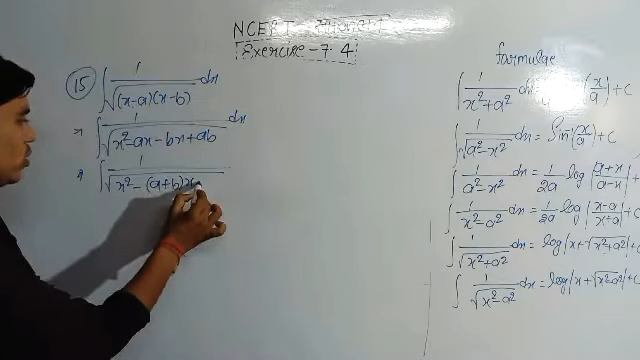 NCERT
Exercise-7.4
15 ∫ 1/√(x-a)(x-b) dx
⇒ ∫ 1/√x²-ax-bx+ab dx
⇒ ∫ 1/√x²-(a+b)x
formulae
∫ 1/x²+a² dx (x/a)+C
∫ 1/√a²-x² dx = Sin⁻¹(x/a)+C
∫ 1/a²-x² dx = 1/2a log|a+x/a-x|+
∫ 1/x²-a² dx = 1/2a log|x-a/x+a|+C
∫ 1/√x²+a² dx = log|x+√x²+a²|+C
∫ 1/√x²-a² dx = log|x+√x²-a²|+C